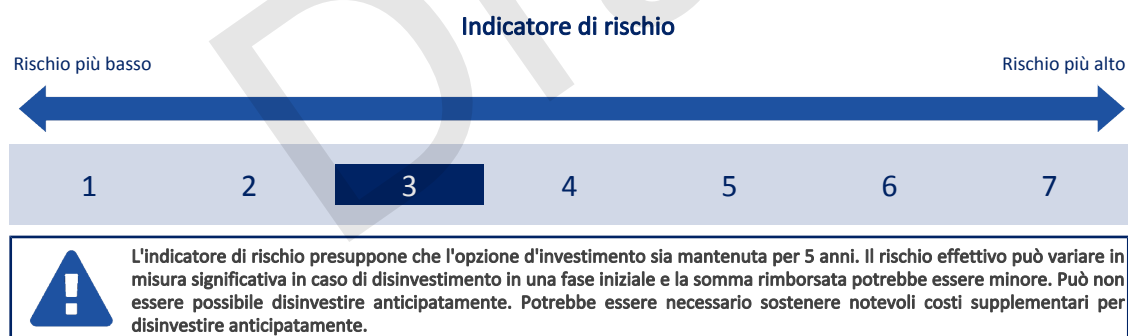 Indicatore di rischio
Rischio più basso
Rischio più alto
1 2 3 4 5 6 7
L'indicatore di rischio presuppone che l'opzione d'investimento sia mantenuta per 5 anni. Il rischio effettivo può variare in
misura significativa in caso di disinvestimento in una fase iniziale e la somma rimborsata potrebbe essere minore. Può non
essere possibile disinvestire anticipatamente. Potrebbe essere necessario sostenere notevoli costi supplementari per
disinvestire anticipatamente.